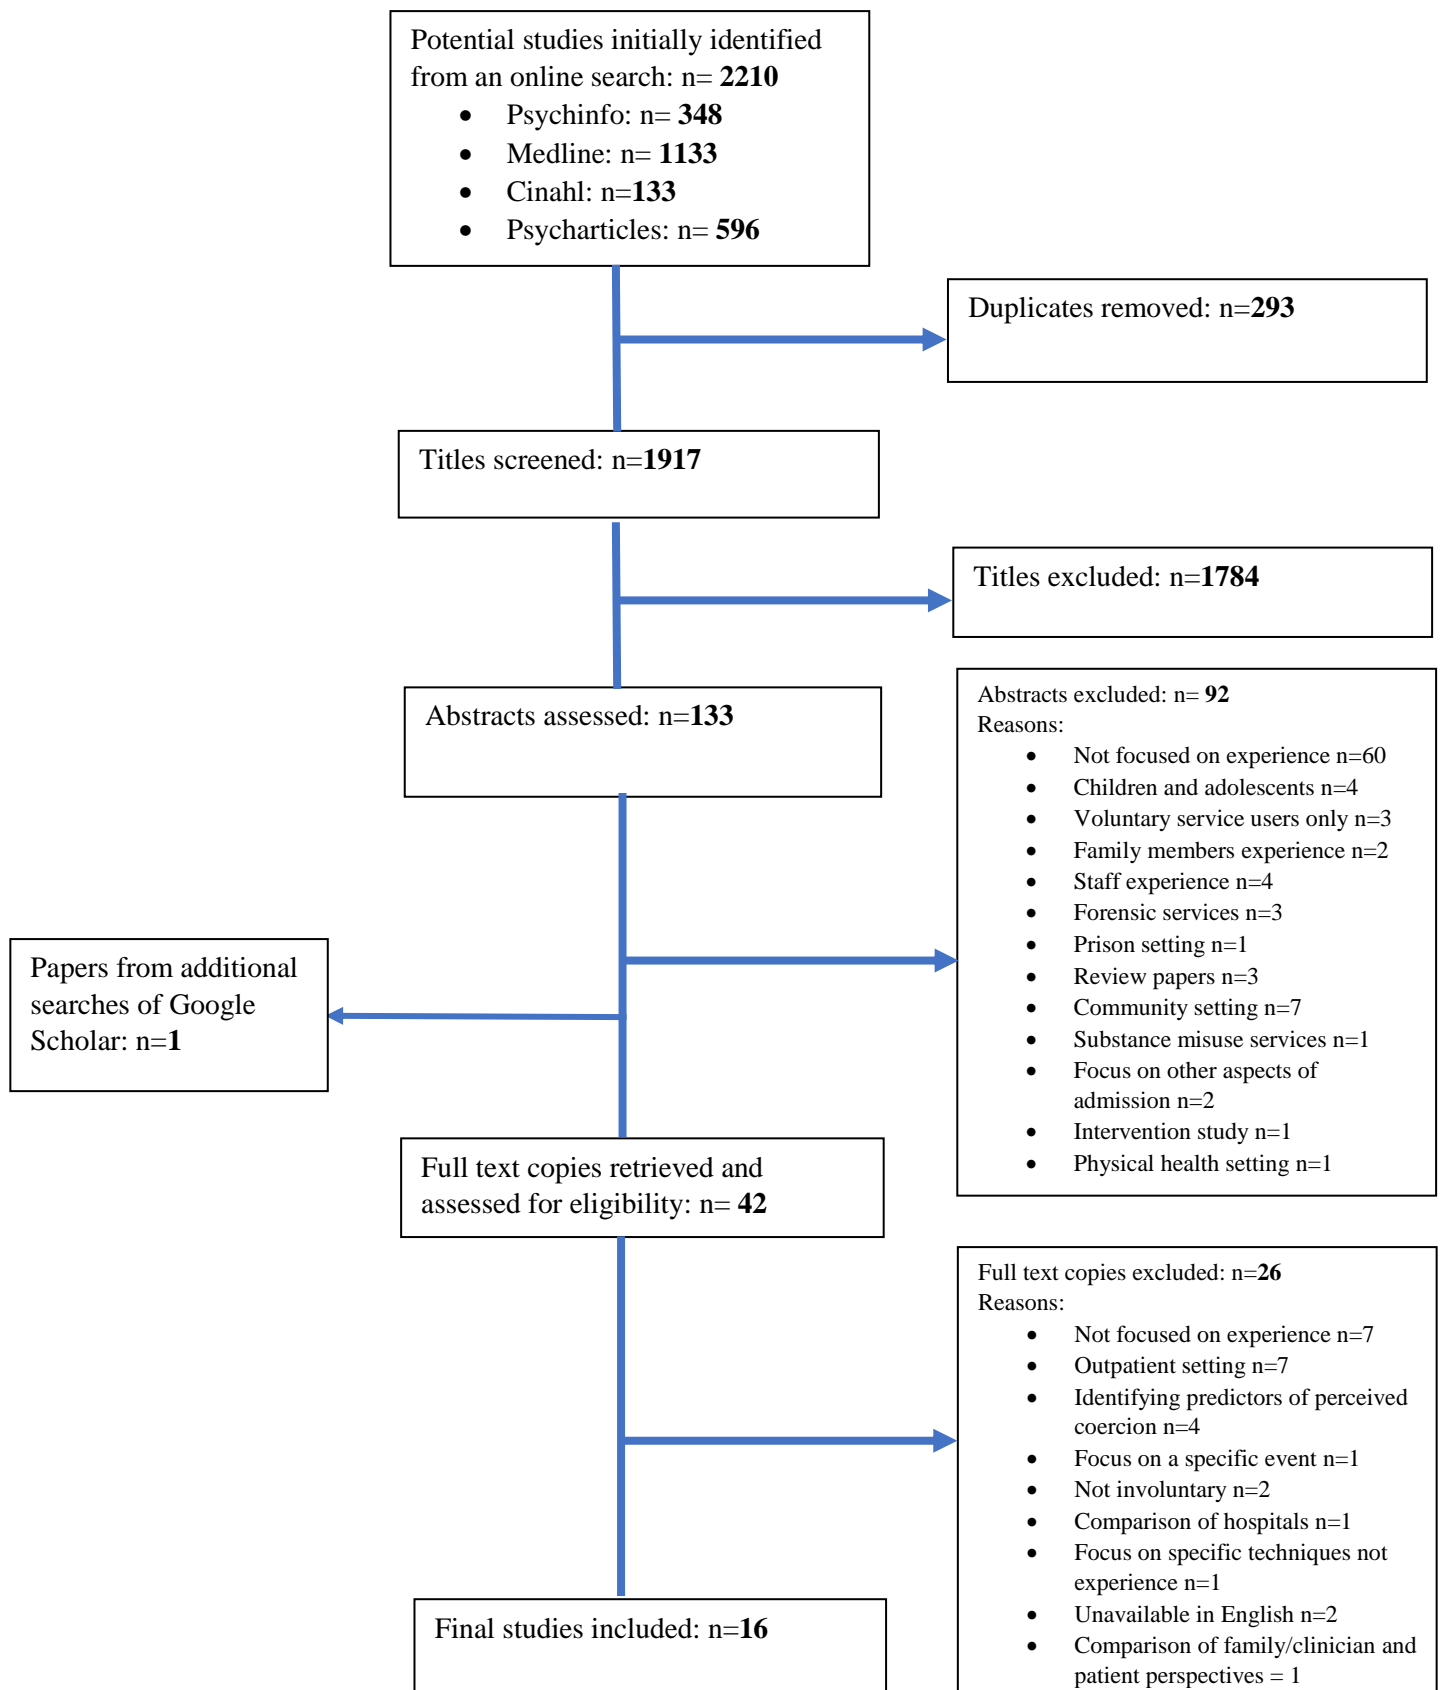 Potential studies initially identified
from an online search: n= 2210
• Psychinfo: n= 348
• Medline: n= 1133
• Cinahl: n=133
• Psycharticles: n= 596
Duplicates removed: n=293
Titles screened: n=1917
Titles excluded: n=1784
Abstracts assessed: n=133
Abstracts excluded: n= 92
Reasons:
• Not focused on experience n=60
• Children and adolescents n=4
• Voluntary service users only n=3
• Family members experience n=2
• Staff experience n=4
• Forensic services n=3
• Prison setting n=1
• Review papers n=3
• Community setting n=7
• Substance misuse services n=1
• Focus on other aspects of
admission n=2
• Intervention study n=1
• Physical health setting n=1
Papers from additional
searches of Google
Scholar: n=1
Full text copies retrieved and
assessed for eligibility: n= 42
Full text copies excluded: n=26
Reasons:
• Not focused on experience n=7
• Outpatient setting n=7
• Identifying predictors of perceived
coercion n=4
• Focus on a specific event n=1
• Not involuntary n=2
• Comparison of hospitals n=1
• Focus on specific techniques not
experience n=1
• Unavailable in English n=2
• Comparison of family/clinician and
patient perspectives = 1
Final studies included: n=16